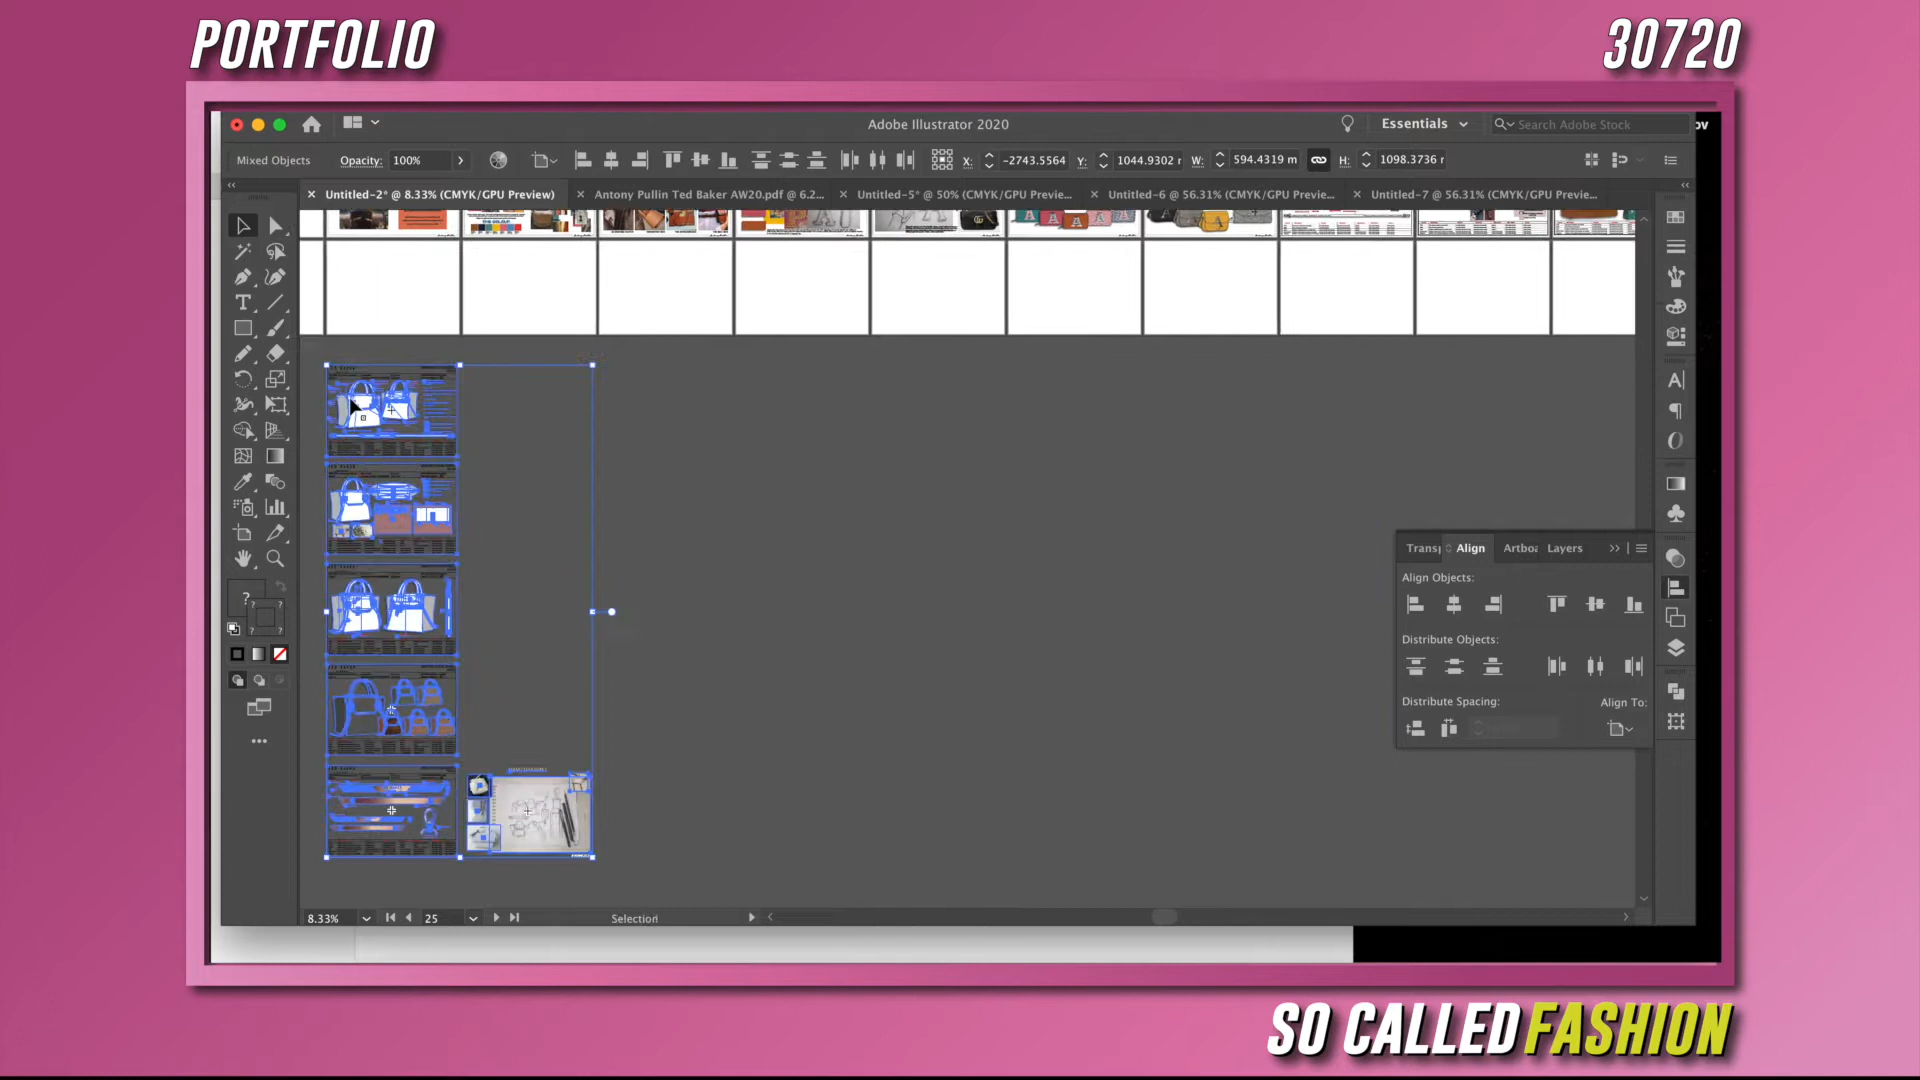 PORTFOLIO
30720
Adobe Illustrator 2020
Essentials
Search Adobe Stock
ov
Mixed Objects
Opacity:
100%
X:
-2743.5564
Y:
1044.9302 r
W:
594.4319 m
H:
1098.3736 r
Untitled-2* @ 8.33% (CMYK/GPU Preview)
Antony Pullin Ted Baker AW20.pdf @ 6.2...
Untitled-5* @ 50% (CMYK/GPU Previe...
Untitled-6 @ 56.31% (CMYK/GPU Previe...
Untitled-7 @ 56.31% (CMYK/GPU Previe...
Transp
Align
Artboa
Layers
Align Objects:
Distribute Objects:
Distribute Spacing:
Align To:
8.33%
25
Selection
SO CALLED FASHION